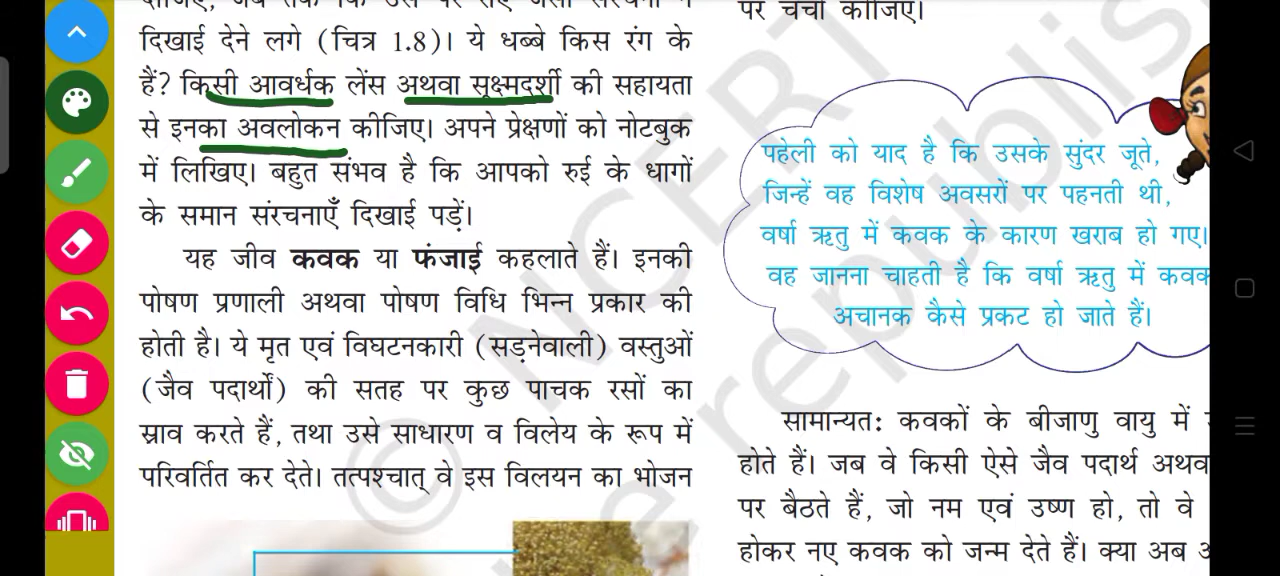 दिखाई देने लगे (चित्र 1.8)। ये धब्बे किस रंग के
हैं? किसी आवर्धक लेंस अथवा सूक्ष्मदर्शी की सहायता
से इनका अवलोकन कीजिए। अपने प्रेक्षणों को नोटबुक
में लिखिए। बहुत संभव है कि आपको रुई के धागों
के समान संरचनाएँ दिखाई पड़ें।
यह जीव कवक या फंजाई कहलाते हैं। इनकी
पोषण प्रणाली अथवा पोषण विधि भिन्न प्रकार की
होती है। ये मृत एवं विघटनकारी (सड़नेवाली) वस्तुओं
(जैव पदार्थों) की सतह पर कुछ पाचक रसों का
स्राव करते हैं, तथा उसे साधारण व विलेय के रूप में
परिवर्तित कर देते। तत्पश्चात् वे इस विलयन का भोजन
पर चर्चा कीजिए।
पहेली को याद है कि उसके सुंदर जूते,
जिन्हें वह विशेष अवसरों पर पहनती थी,
वर्षा ऋतु में कवक के कारण खराब हो गए।
वह जानना चाहती है कि वर्षा ऋतु में कवक
अचानक कैसे प्रकट हो जाते हैं।
सामान्यत: कवकों के बीजाणु वायु में
होते हैं। जब वे किसी ऐसे जैव पदार्थ अथव
पर बैठते हैं, जो नम एवं उष्ण हो, तो वे
होकर नए कवक को जन्म देते हैं। क्या अब
© NCERT
be republis